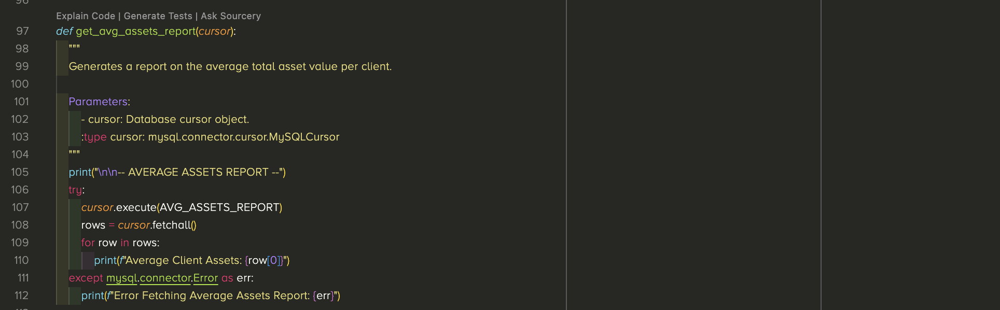 Explain Code | Generate Tests | Ask Sourcery
97 def get_avg_assets_report(cursor):
98 """
99 Generates a report on the average total asset value per client.
100
101 Parameters:
102 - cursor: Database cursor object.
103 :type cursor: mysql.connector.cursor.MySQLCursor
104 """
105 print("\n\n-- AVERAGE ASSETS REPORT --")
106 try:
107 cursor.execute(AVG_ASSETS_REPORT)
108 rows = cursor.fetchall()
109 for row in rows:
110 print(f"Average Client Assets: {row[0]}")
111 except mysql.connector.Error as err:
112 print(f"Error Fetching Average Assets Report: {err}")